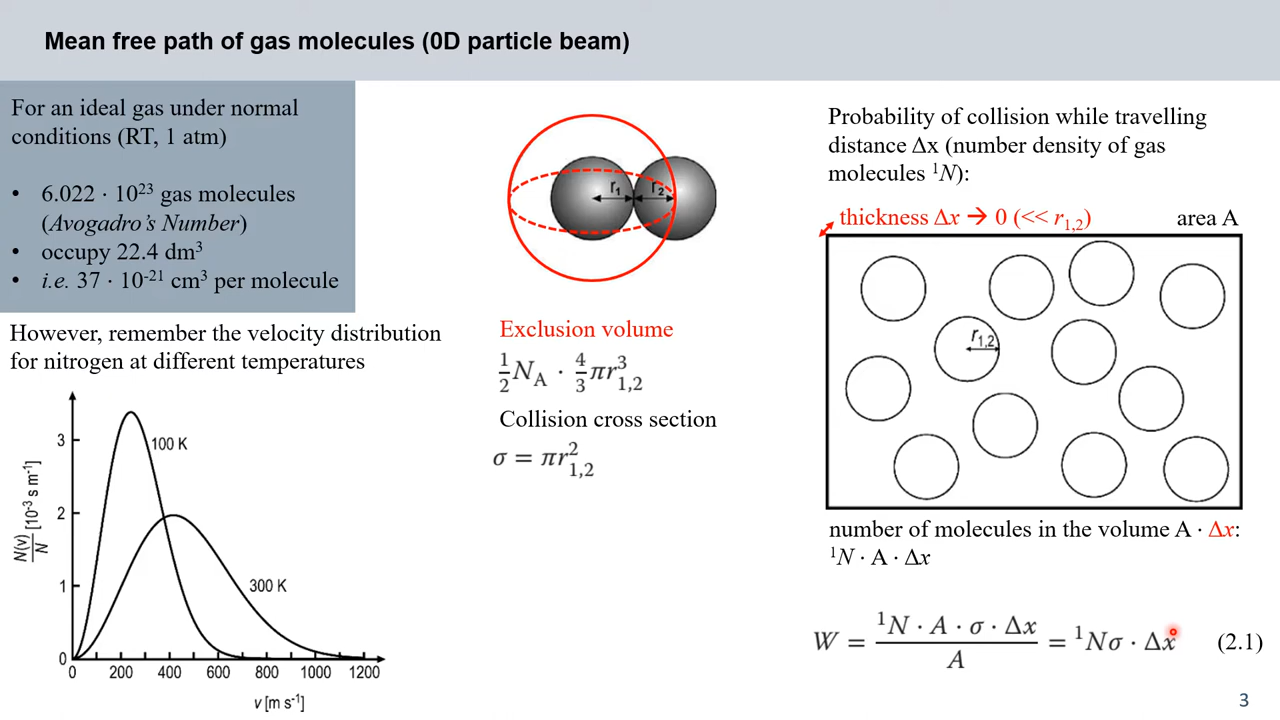 Mean free path of gas molecules (0D particle beam)
For an ideal gas under normal
conditions (RT, 1 atm)
• 6.022 · 10²³ gas molecules
(Avogadro's Number)
• occupy 22.4 dm³
• i.e. 37 · 10⁻²¹ cm³ per molecule
However, remember the velocity distribution
for nitrogen at different temperatures
3
2
1
0
N(v)/N [10⁻³ s m⁻¹]
100 K
300 K
0 200 400 600 800 1000 1200
v [m s⁻¹]
r₁ r₂
Exclusion volume
½N_A · 4/3 πr³₁,₂
Collision cross section
σ = πr²₁,₂
Probability of collision while travelling
distance Δx (number density of gas
molecules ¹N):
thickness Δx → 0 (<< r₁,₂) area A
r₁,₂
number of molecules in the volume A · Δx:
¹N · A · Δx
W = (¹N · A · σ · Δx)/A = ¹Nσ · Δx (2.1)
3